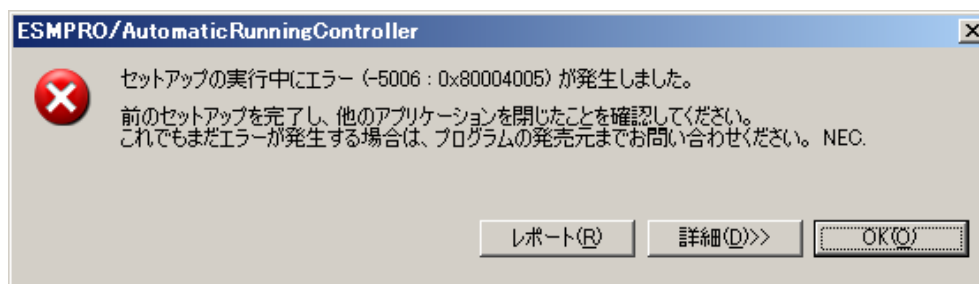 ESMPRO/AutomaticRunningController
セットアップの実行中にエラー (-5006 : 0x80004005) が発生しました。
前のセットアップを完了し、他のアプリケーションを閉じたことを確認してください。
これでもまだエラーが発生する場合は、プログラムの発売元までお問い合わせください。 NEC.
レポート(R)
詳細(D)>>
OK(O)